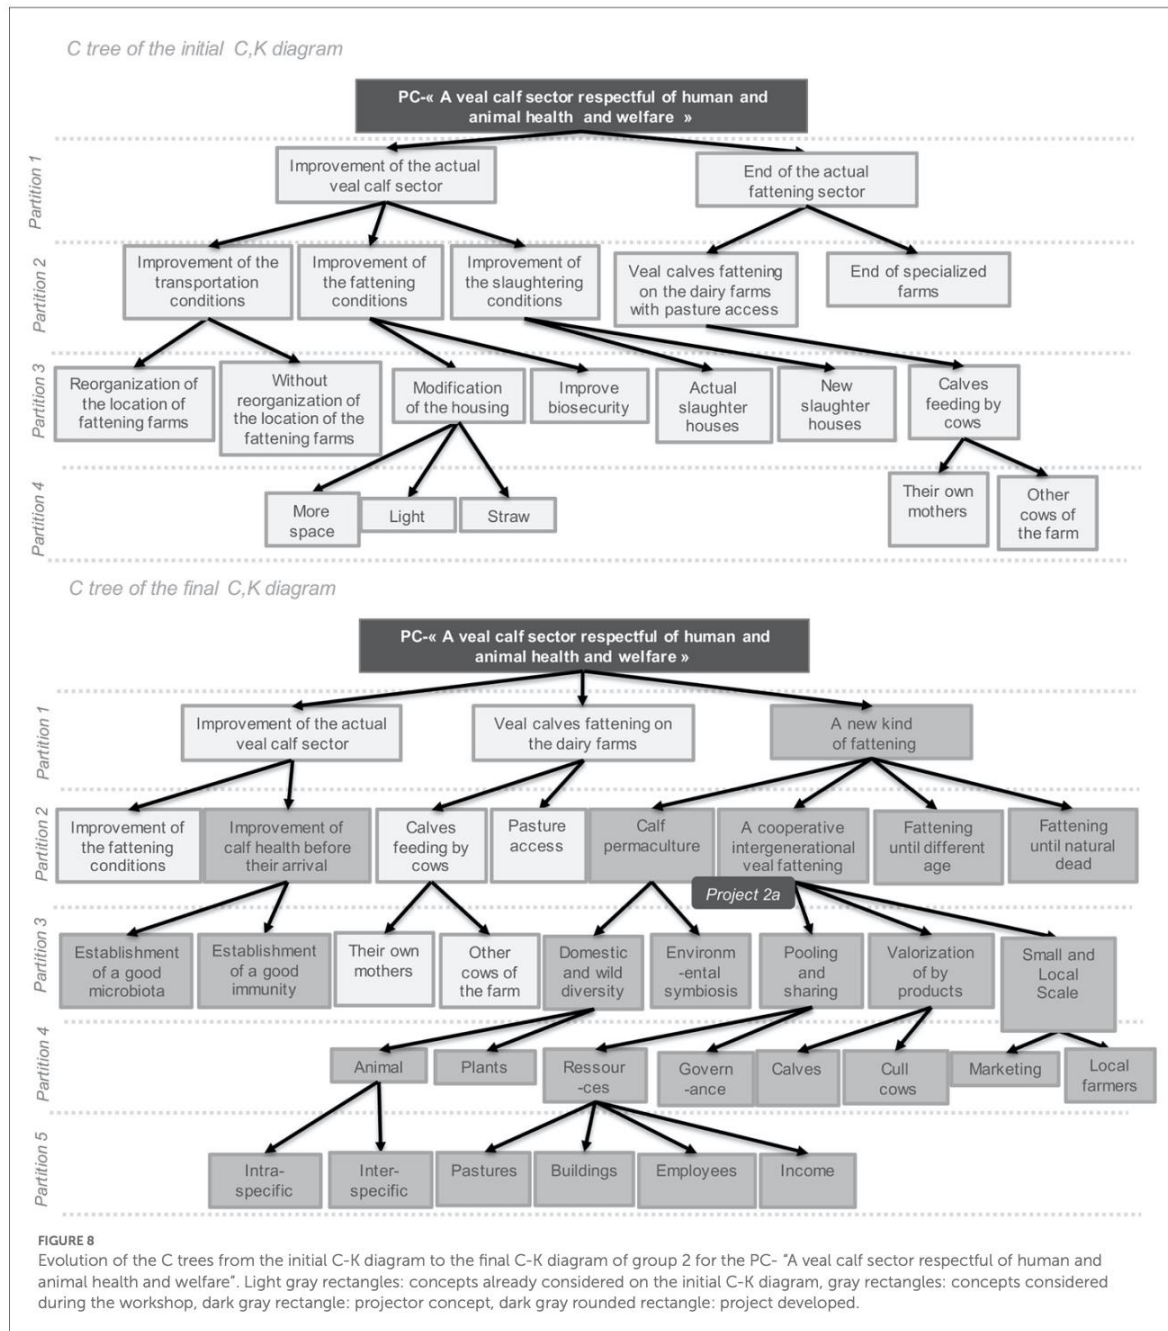 C tree of the initial C,K diagram
PC-« A veal calf sector respectful of human and
animal health and welfare »
Partition 1
Improvement of the actual
veal calf sector
End of the actual
fattening sector
Partition 2
Improvement of the
transportation
conditions
Improvement of
the fattening
conditions
Improvement of
the slaughtering
conditions
Veal calves fattening
on the dairy farms
with pasture access
End of specialized
farms
Partition 3
Reorganization of
the location of
fattening farms
Without
reorganization of
the location of the
fattening farms
Modification
of the housing
Improve
biosecurity
Actual
slaughter
houses
New
slaughter
houses
Calves
feeding by
cows
Partition 4
More
space
Light
Straw
Their own
mothers
Other
cows of
the farm
C tree of the final C,K diagram
PC-« A veal calf sector respectful of human and
animal health and welfare »
Partition 1
Improvement of the actual
veal calf sector
Veal calves fattening on
the dairy farms
A new kind
of fattening
Partition 2
Improvement of
the fattening
conditions
Improvement of
calf health before
their arrival
Calves
feeding by
cows
Pasture
access
Calf
permaculture
A cooperative
intergenerational
veal fattening
Fattening
until different
age
Fattening
until natural
dead
Project 2a
Partition 3
Establishment
of a good
microbiota
Establishment
of a good
immunity
Their own
mothers
Other
cows of
the farm
Domestic
and wild
diversity
Environm
-ental
symbiosis
Pooling
and
sharing
Valorization
of by
products
Small and
Local
Scale
Partition 4
Animal
Plants
Ressour
-ces
Govern
-ance
Calves
Cull
cows
Marketing
Local
farmers
Partition 5
Intra-
specific
Inter-
specific
Pastures
Buildings
Employees
Income
FIGURE 8
Evolution of the C trees from the initial C-K diagram to the final C-K diagram of group 2 for the PC- “A veal calf sector respectful of human and
animal health and welfare”. Light gray rectangles: concepts already considered on the initial C-K diagram, gray rectangles: concepts considered
during the workshop, dark gray rectangle: projector concept, dark gray rounded rectangle: project developed.